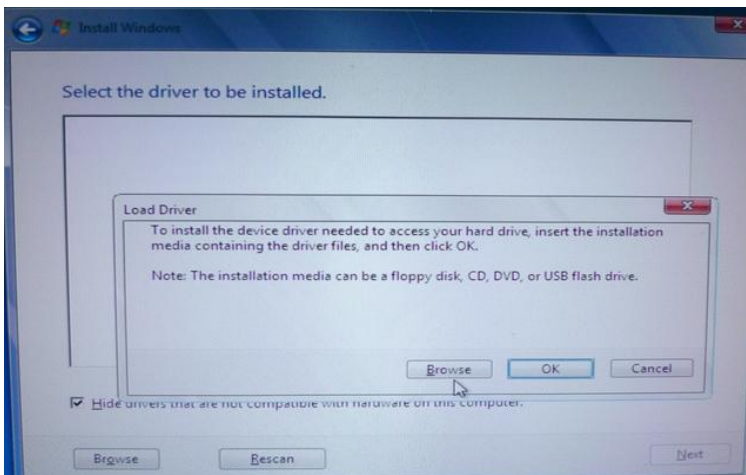 Install Windows
Select the driver to be installed.
Load Driver
To install the device driver needed to access your hard drive, insert the installation
media containing the driver files, and then click OK.
Note: The installation media can be a floppy disk, CD, DVD, or USB flash drive.
Browse
OK
Cancel
Hide drivers that are not compatible with hardware on this computer.
Browse
Rescan
Next